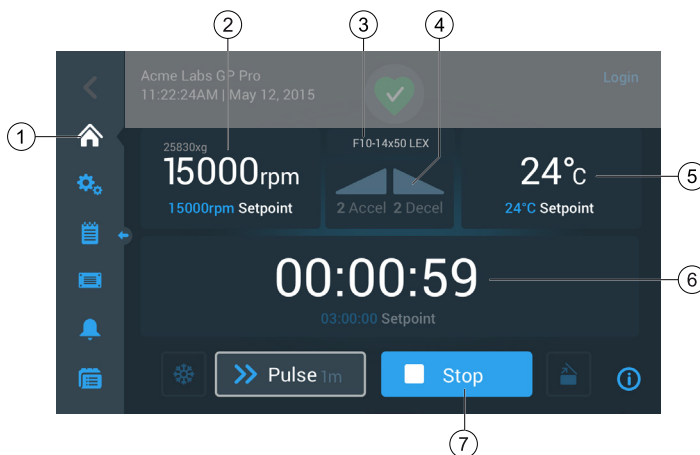 2
3
4
Acme Labs GP Pro
Login
11:22:24AM | May 12, 2015
1
25830xg
F10-14x50 LEX
15000rpm
24°C
5
15000rpm Setpoint
2 Accel 2 Decel
24°C Setpoint
00:00:59
6
03:00:00 Setpoint
Pulse 1m
Stop
7